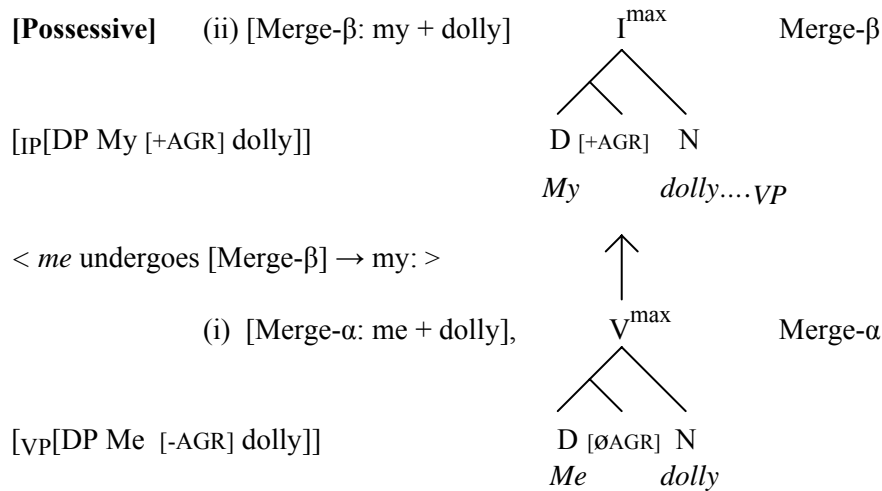 [Possessive] (ii) [Merge-β: my + dolly] I^max Merge-β
[IP[DP My [+AGR] dolly]] D [+AGR] N
My dolly....VP
< me undergoes [Merge-β] → my: >
(i) [Merge-α: me + dolly], V^max Merge-α
[VP[DP Me [-AGR] dolly]] D [øAGR] N
Me dolly